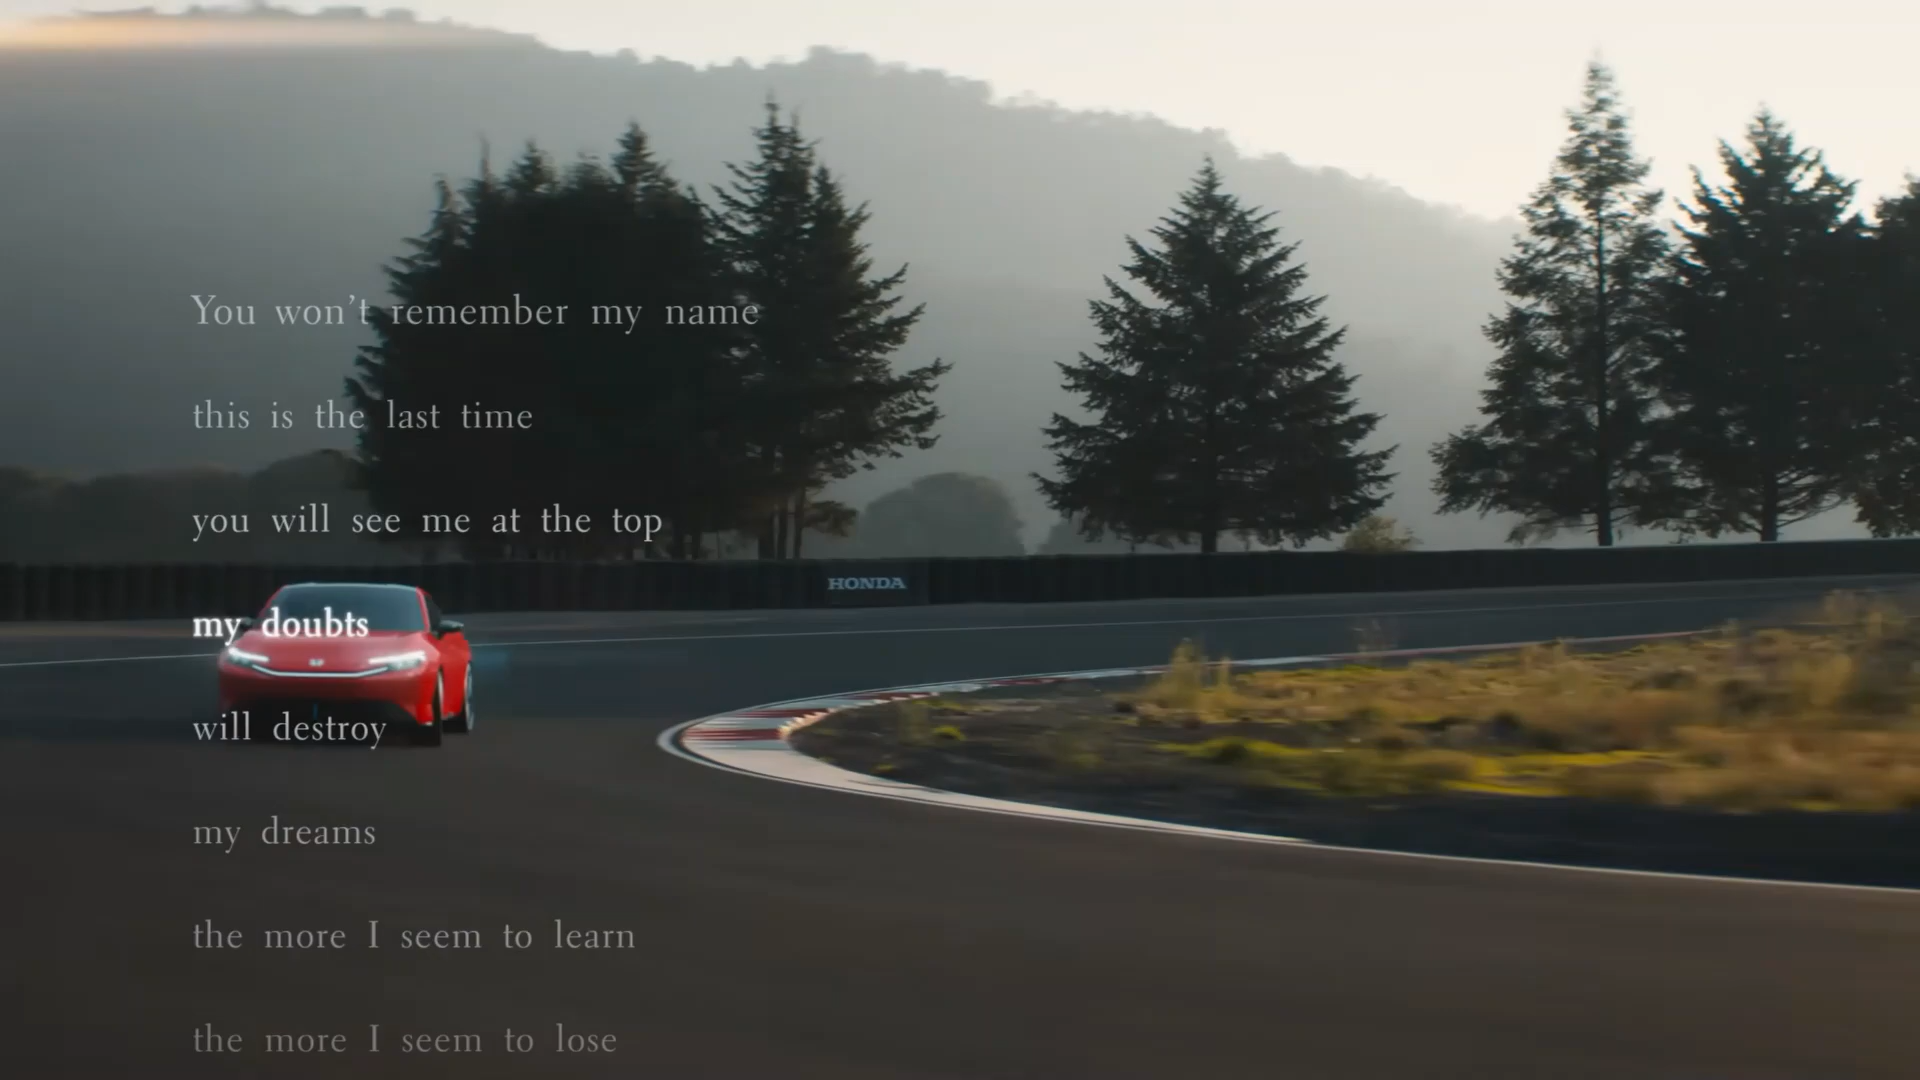 You won’t remember my name
this is the last time
you will see me at the top
HONDA
my doubts
will destroy
my dreams
the more I seem to learn
the more I seem to lose